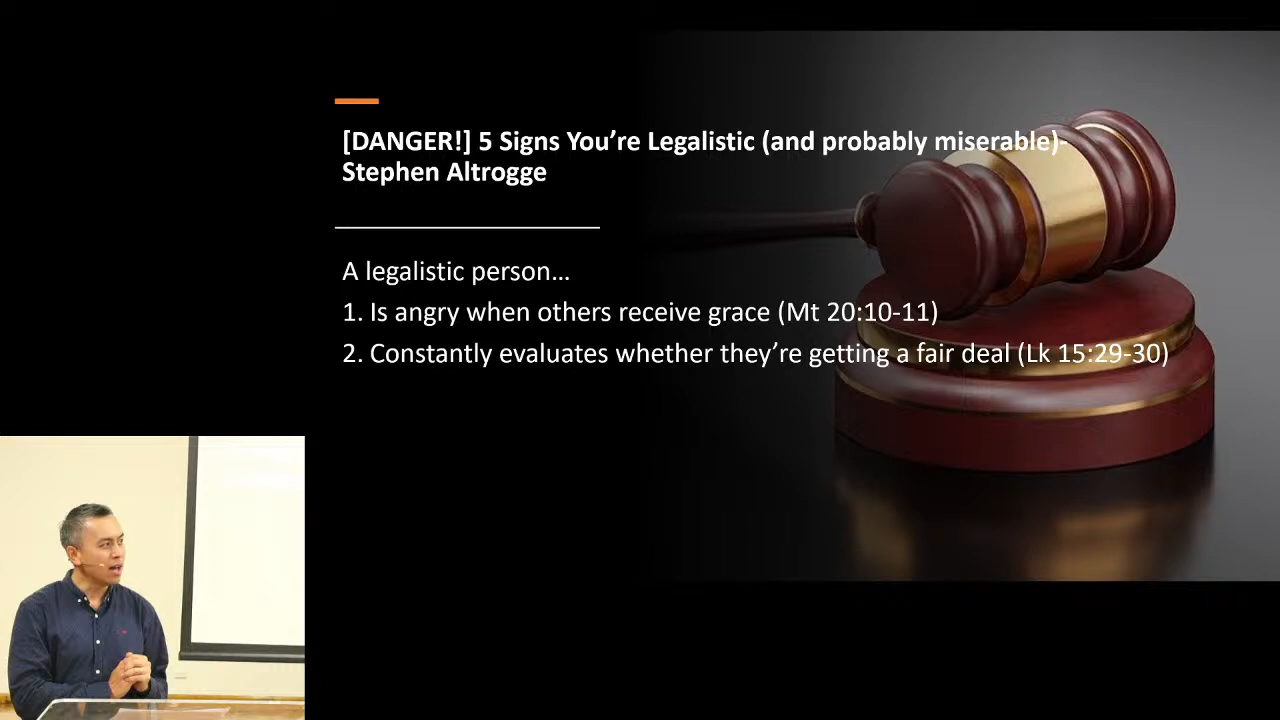 [DANGER!] 5 Signs You’re Legalistic (and probably miserable)-
Stephen Altrogge
A legalistic person…
1. Is angry when others receive grace (Mt 20:10-11)
2. Constantly evaluates whether they’re getting a fair deal (Lk 15:29-30)